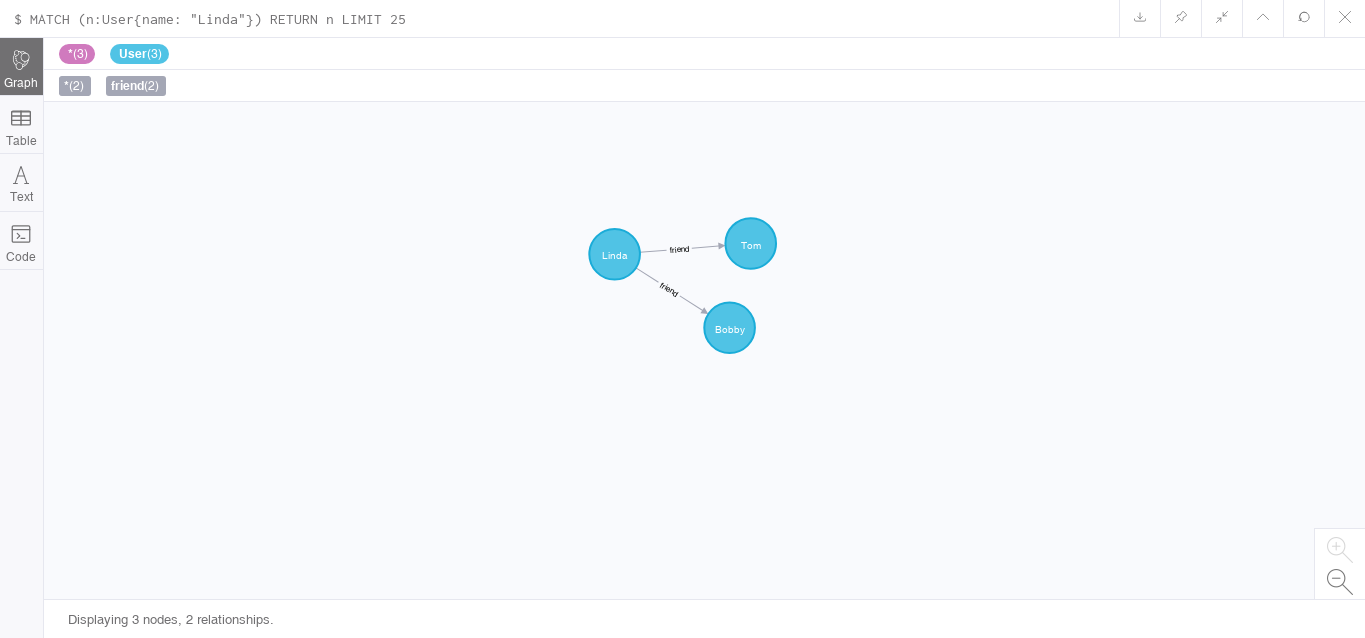 $ MATCH (n:User{name: "Linda"}) RETURN n LIMIT 25
*(3) User(3)
Graph
*(2) friend(2)
Table
Text
Code
Linda
friend
Tom
friend
Bobby
Displaying 3 nodes, 2 relationships.